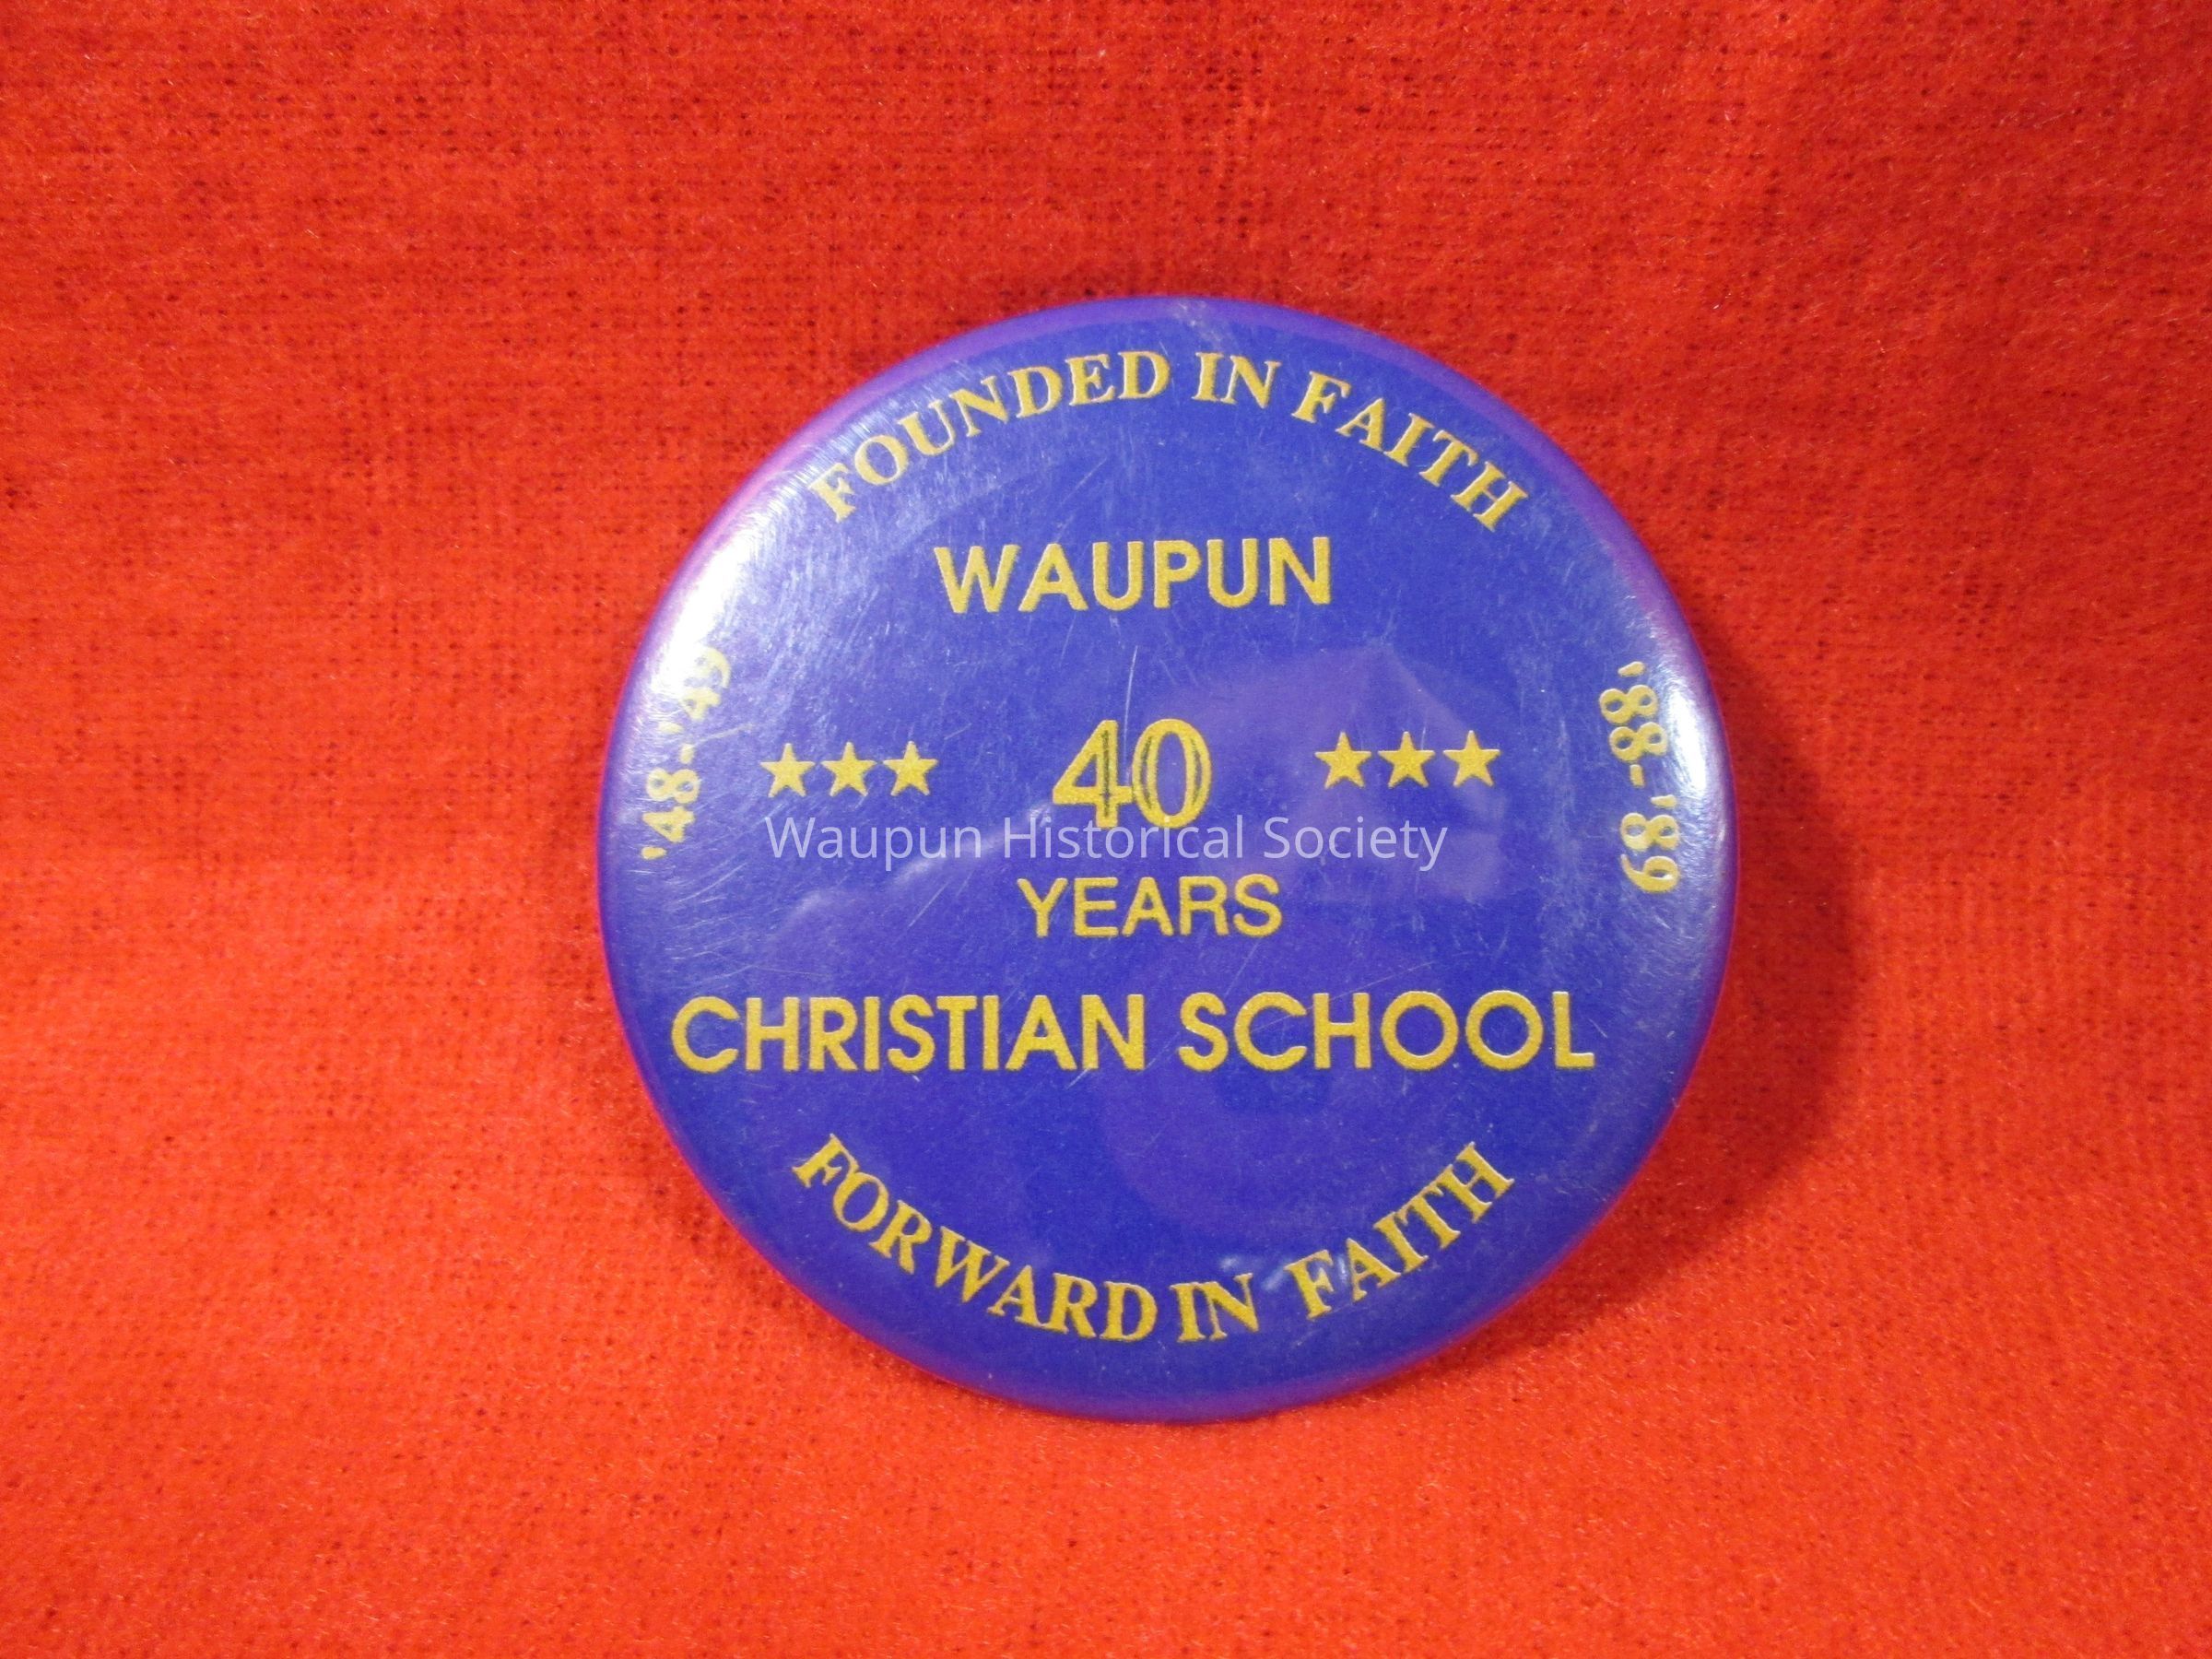 FOUNDED IN FAITH
WAUPUN
'48-'49
★★★ 40 ★★★
'88-'89
Waupun Historical Society
YEARS
CHRISTIAN SCHOOL
FORWARD IN FAITH